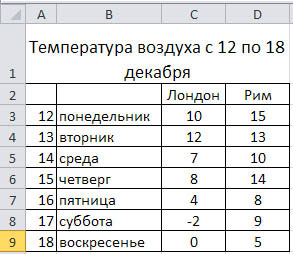 A B C D
1 Температура воздуха с 12 по 18
декабря
2 Лондон Рим
3 12 понедельник 10 15
4 13 вторник 12 13
5 14 среда 7 10
6 15 четверг 8 14
7 16 пятница 4 8
8 17 суббота -2 9
9 18 воскресенье 0 5